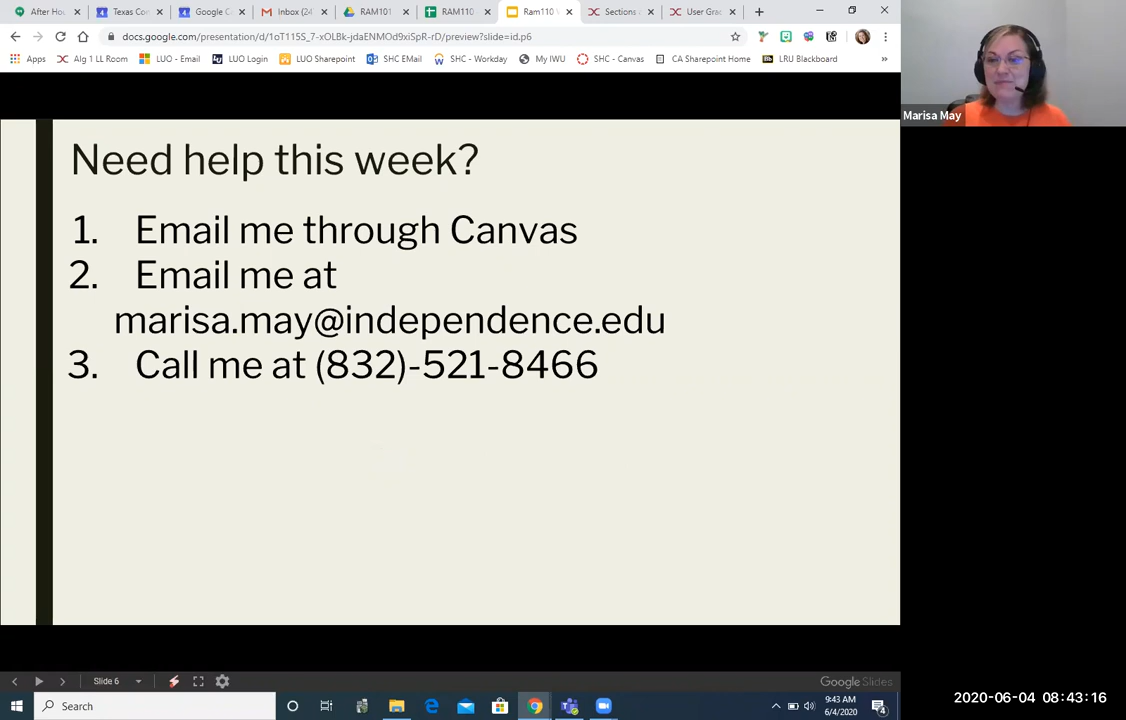 After Ho
Texas Co
Google C
Inbox (24
RAM101
RAM110
Ram110
Sections
User Gra
docs.google.com/presentation/d/1oT115S_7-xOLBk-jdaENMOd9xiSpR-rD/preview?slide=id.p6
Apps
Alg 1 LL Room
LUO - Email
LUO Login
LUO Sharepoint
SHC EMail
SHC - Workday
My IWU
SHC - Canvas
CA Sharepoint Home
LRU Blackboard
»
Marisa May
Need help this week?
1. Email me through Canvas
2. Email me at
marisa.may@independence.edu
3. Call me at (832)-521-8466
Slide 6
Google Slides
Search
9:43 AM
6/4/2020
4
2020-06-04 08:43:16